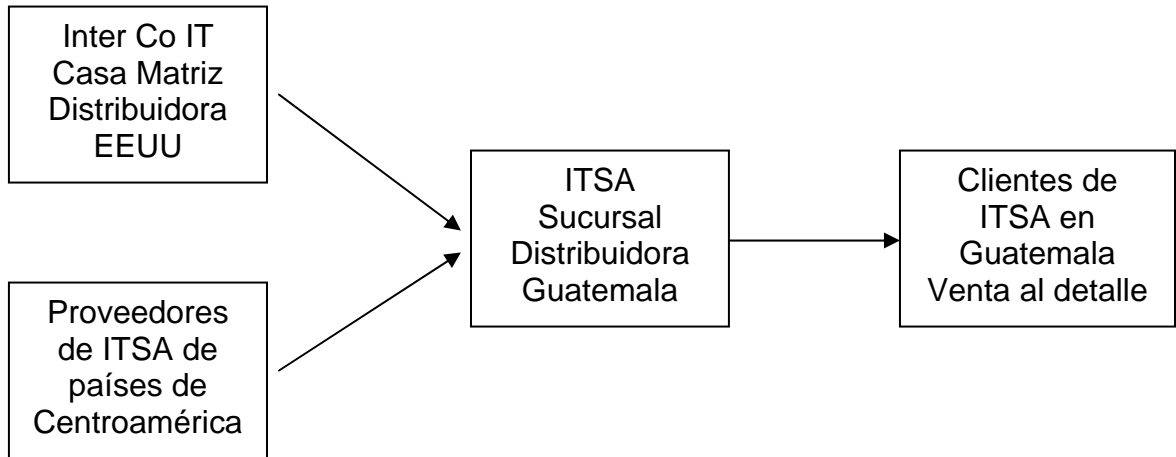 Inter Co IT
Casa Matriz
Distribuidora
EEUU
Proveedores
de ITSA de
países de
Centroamérica
ITSA
Sucursal
Distribuidora
Guatemala
Clientes de
ITSA en
Guatemala
Venta al detalle